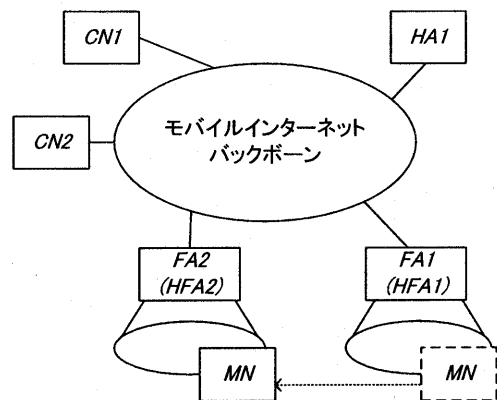 CN1
HA1
CN2
モバイルインターネット
バックボーン
FA2
(HFA2)
FA1
(HFA1)
MN
MN